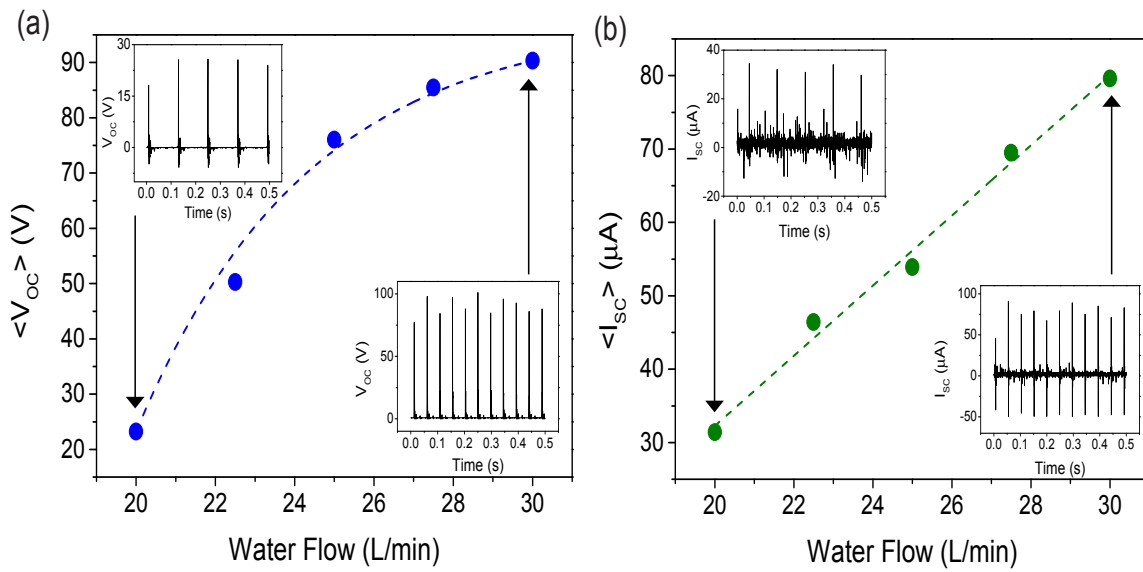 (a)
90
80
70
60
50
40
30
20
<V_OC> (V)
20 22 24 26 28 30
Water Flow (L/min)
30
15
0
V_OC (V)
0.0 0.1 0.2 0.3 0.4 0.5
Time (s)
100
50
0
V_OC (V)
0.0 0.1 0.2 0.3 0.4 0.5
Time (s)
(b)
80
70
60
50
40
30
<I_SC> (μA)
20 22 24 26 28 30
Water Flow (L/min)
40
20
0
-20
I_SC (μA)
0.0 0.1 0.2 0.3 0.4 0.5
Time (s)
100
50
0
-50
I_SC (μA)
0.0 0.1 0.2 0.3 0.4 0.5
Time (s)